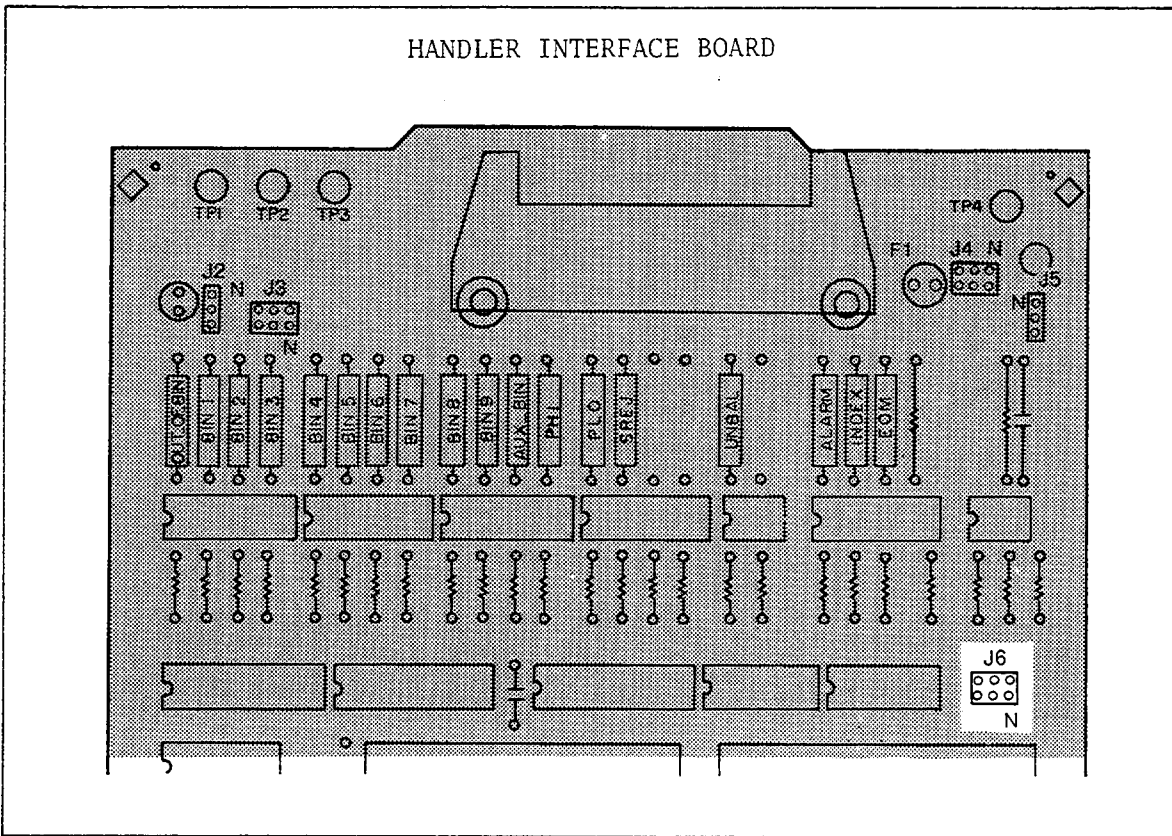 HANDLER INTERFACE BOARD
TP1 TP2 TP3
TP4
F1 J4 N
J2 N J3 N
J5 N
OUT OF BIN
BIN 1
BIN 2
BIN 3
BIN 4
BIN 5
BIN 6
BIN 7
BIN 8
BIN 9
AUX. BIN
PHI
PLO
SREJ
UNBAL
ALARM
INDEX
EOM
J6
N